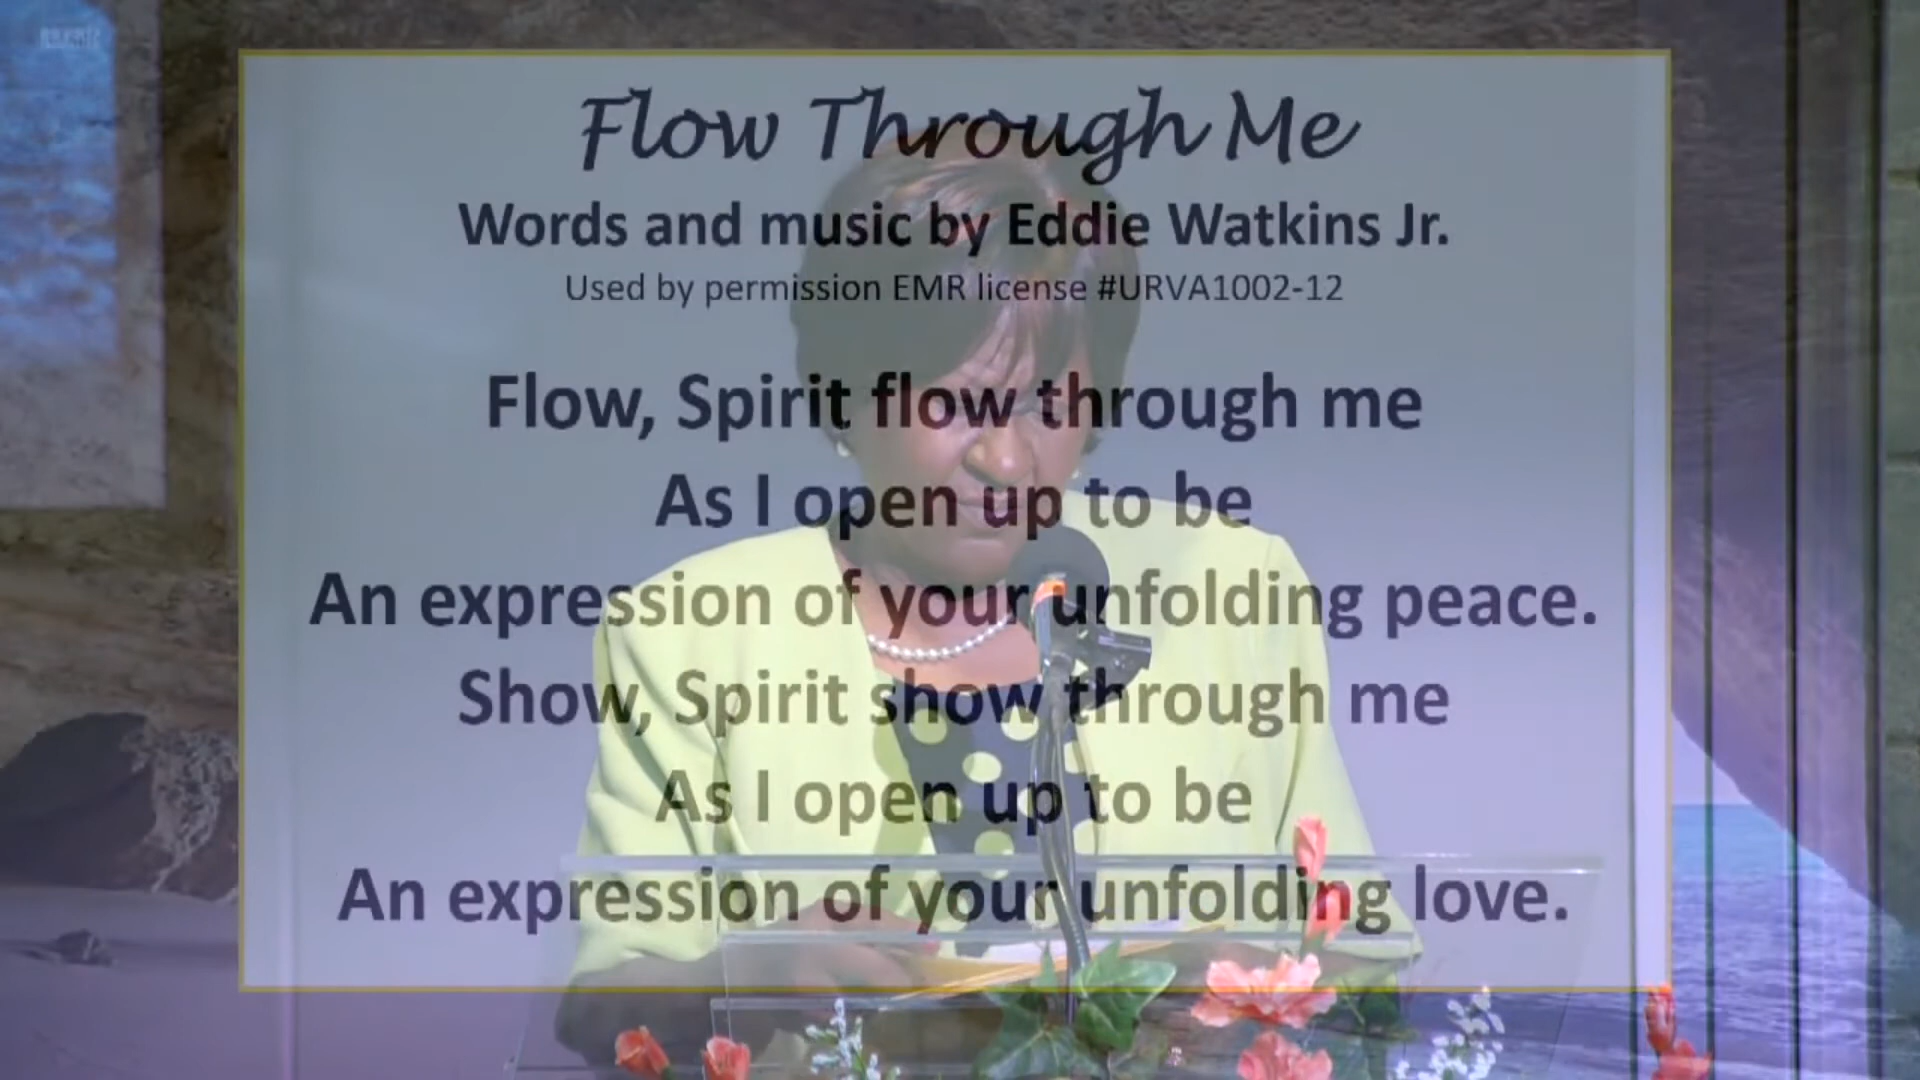 Flow Through Me
Words and music by Eddie Watkins Jr.
Used by permission EMR license #URVA1002-12
Flow, Spirit flow through me
As I open up to be
An expression of your unfolding peace.
Show, Spirit show through me
As I open up to be
An expression of your unfolding love.